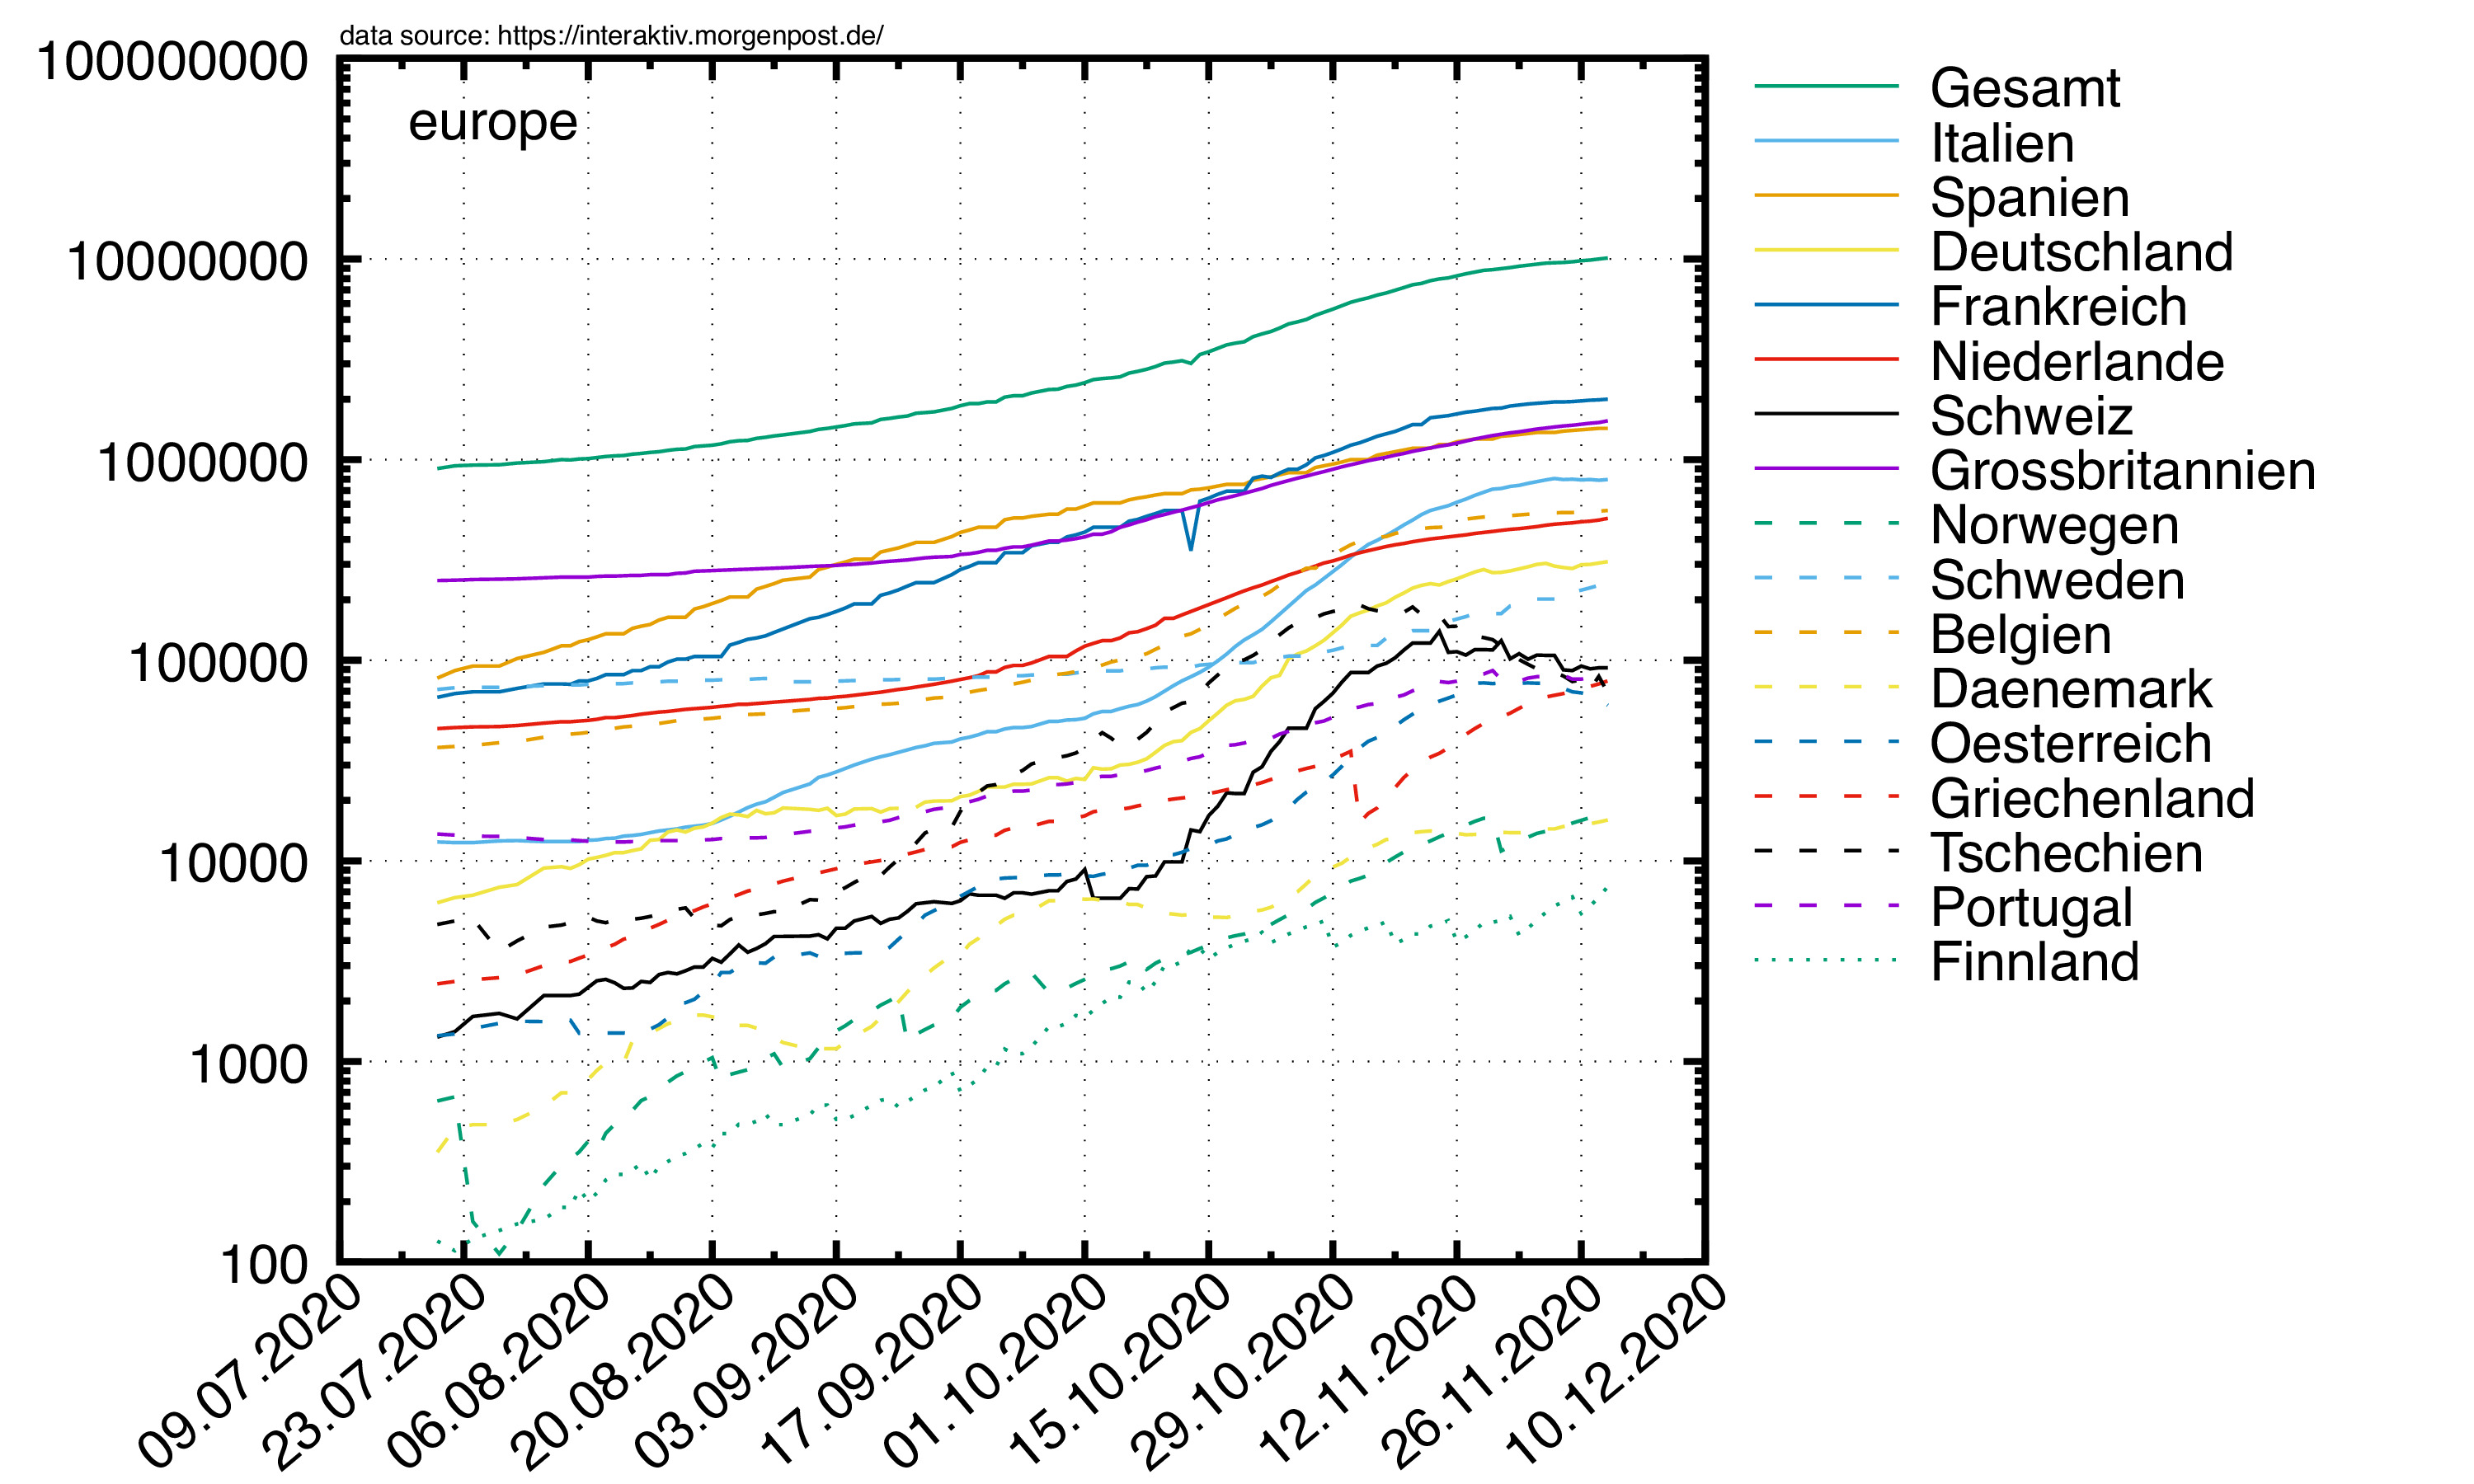 data source: https://interaktiv.morgenpost.de/
europe
100000000
10000000
1000000
100000
10000
1000
100
09.07.2020
23.07.2020
06.08.2020
20.08.2020
03.09.2020
17.09.2020
01.10.2020
15.10.2020
29.10.2020
12.11.2020
26.11.2020
10.12.2020
Gesamt
Italien
Spanien
Deutschland
Frankreich
Niederlande
Schweiz
Grossbritannien
Norwegen
Schweden
Belgien
Daenemark
Oesterreich
Griechenland
Tschechien
Portugal
Finnland